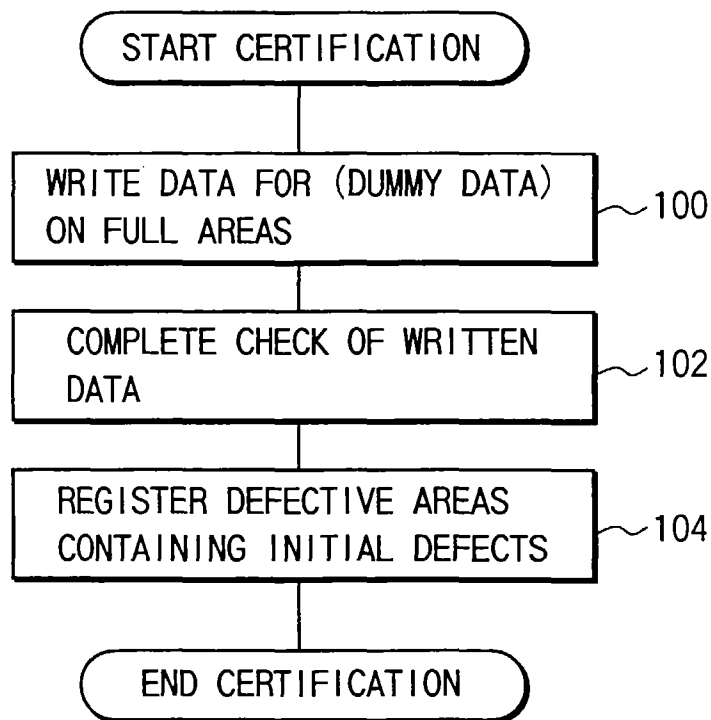 START CERTIFICATION
WRITE DATA FOR (DUMMY DATA)
ON FULL AREAS
100
COMPLETE CHECK OF WRITTEN
DATA
102
REGISTER DEFECTIVE AREAS
CONTAINING INITIAL DEFECTS
104
END CERTIFICATION